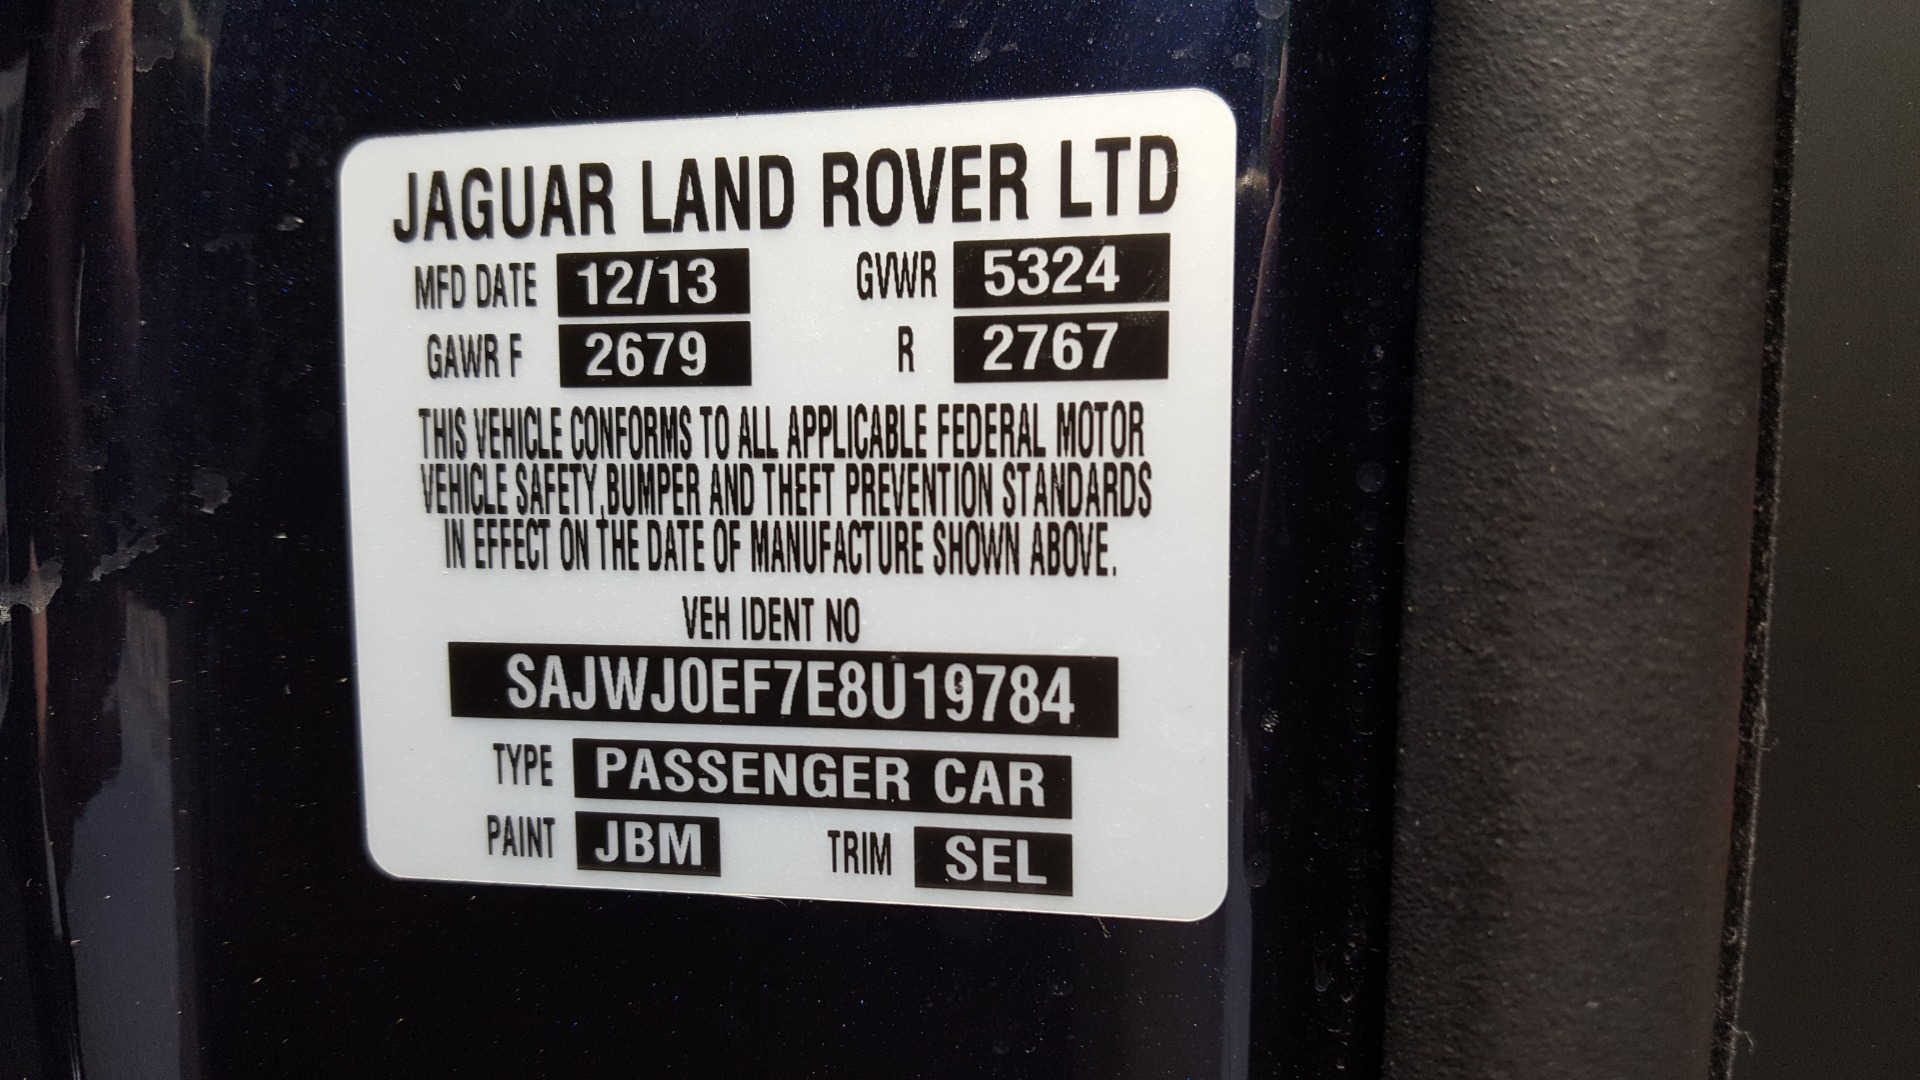 JAGUAR LAND ROVER LTD
MFD DATE 12/13 GVWR 5324
GAWR F 2679 R 2767
THIS VEHICLE CONFORMS TO ALL APPLICABLE FEDERAL MOTOR
VEHICLE SAFETY,BUMPER AND THEFT PREVENTION STANDARDS
IN EFFECT ON THE DATE OF MANUFACTURE SHOWN ABOVE.
VEH IDENT NO
SAJWJ0EF7E8U19784
TYPE PASSENGER CAR
PAINT JBM TRIM SEL